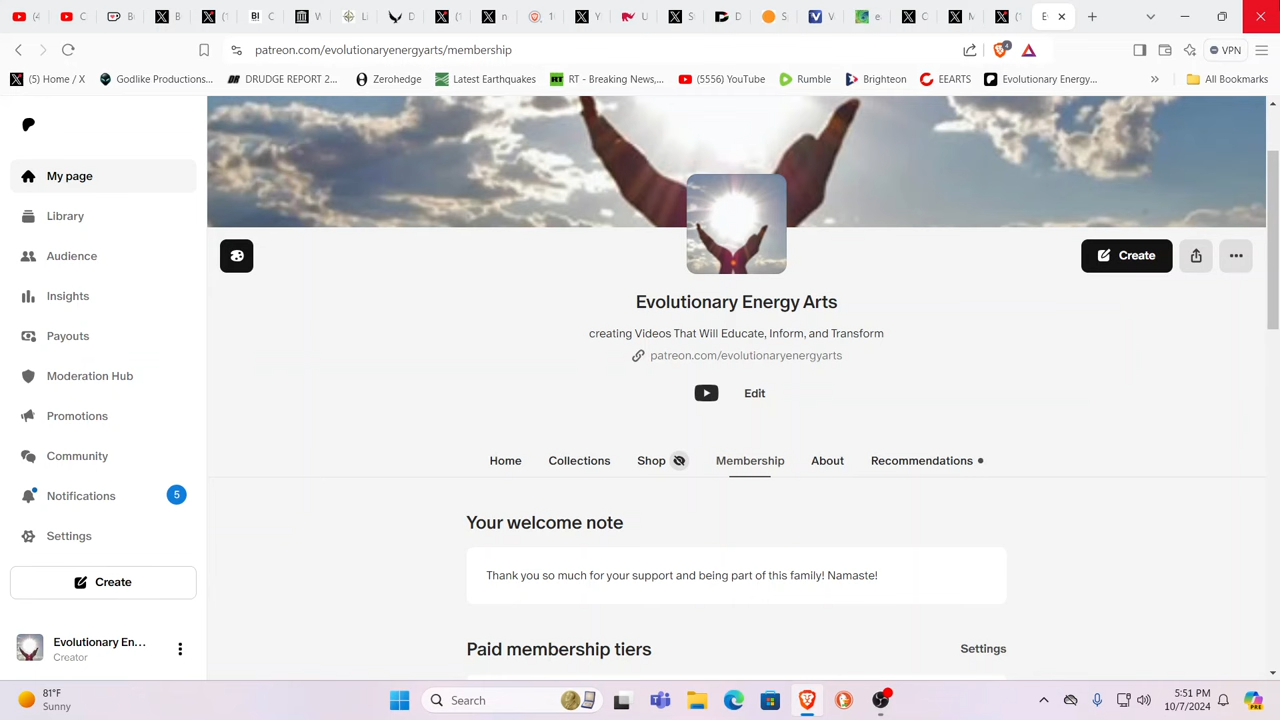 patreon.com/evolutionaryenergyarts/membership
VPN
(5) Home / X
Godlike Productions...
DRUDGE REPORT 2...
Zerohedge
Latest Earthquakes
RT - Breaking News,...
(5556) YouTube
Rumble
Brighteon
EEARTS
Evolutionary Energy...
All Bookmarks
My page
Library
Audience
Insights
Payouts
Moderation Hub
Promotions
Community
Notifications
5
Settings
Create
Evolutionary En...
Creator
Create
Evolutionary Energy Arts
creating Videos That Will Educate, Inform, and Transform
patreon.com/evolutionaryenergyarts
Edit
Home
Collections
Shop
Membership
About
Recommendations
Your welcome note
Thank you so much for your support and being part of this family! Namaste!
Paid membership tiers
Settings
81°F
Sunny
Search
5:51 PM
10/7/2024